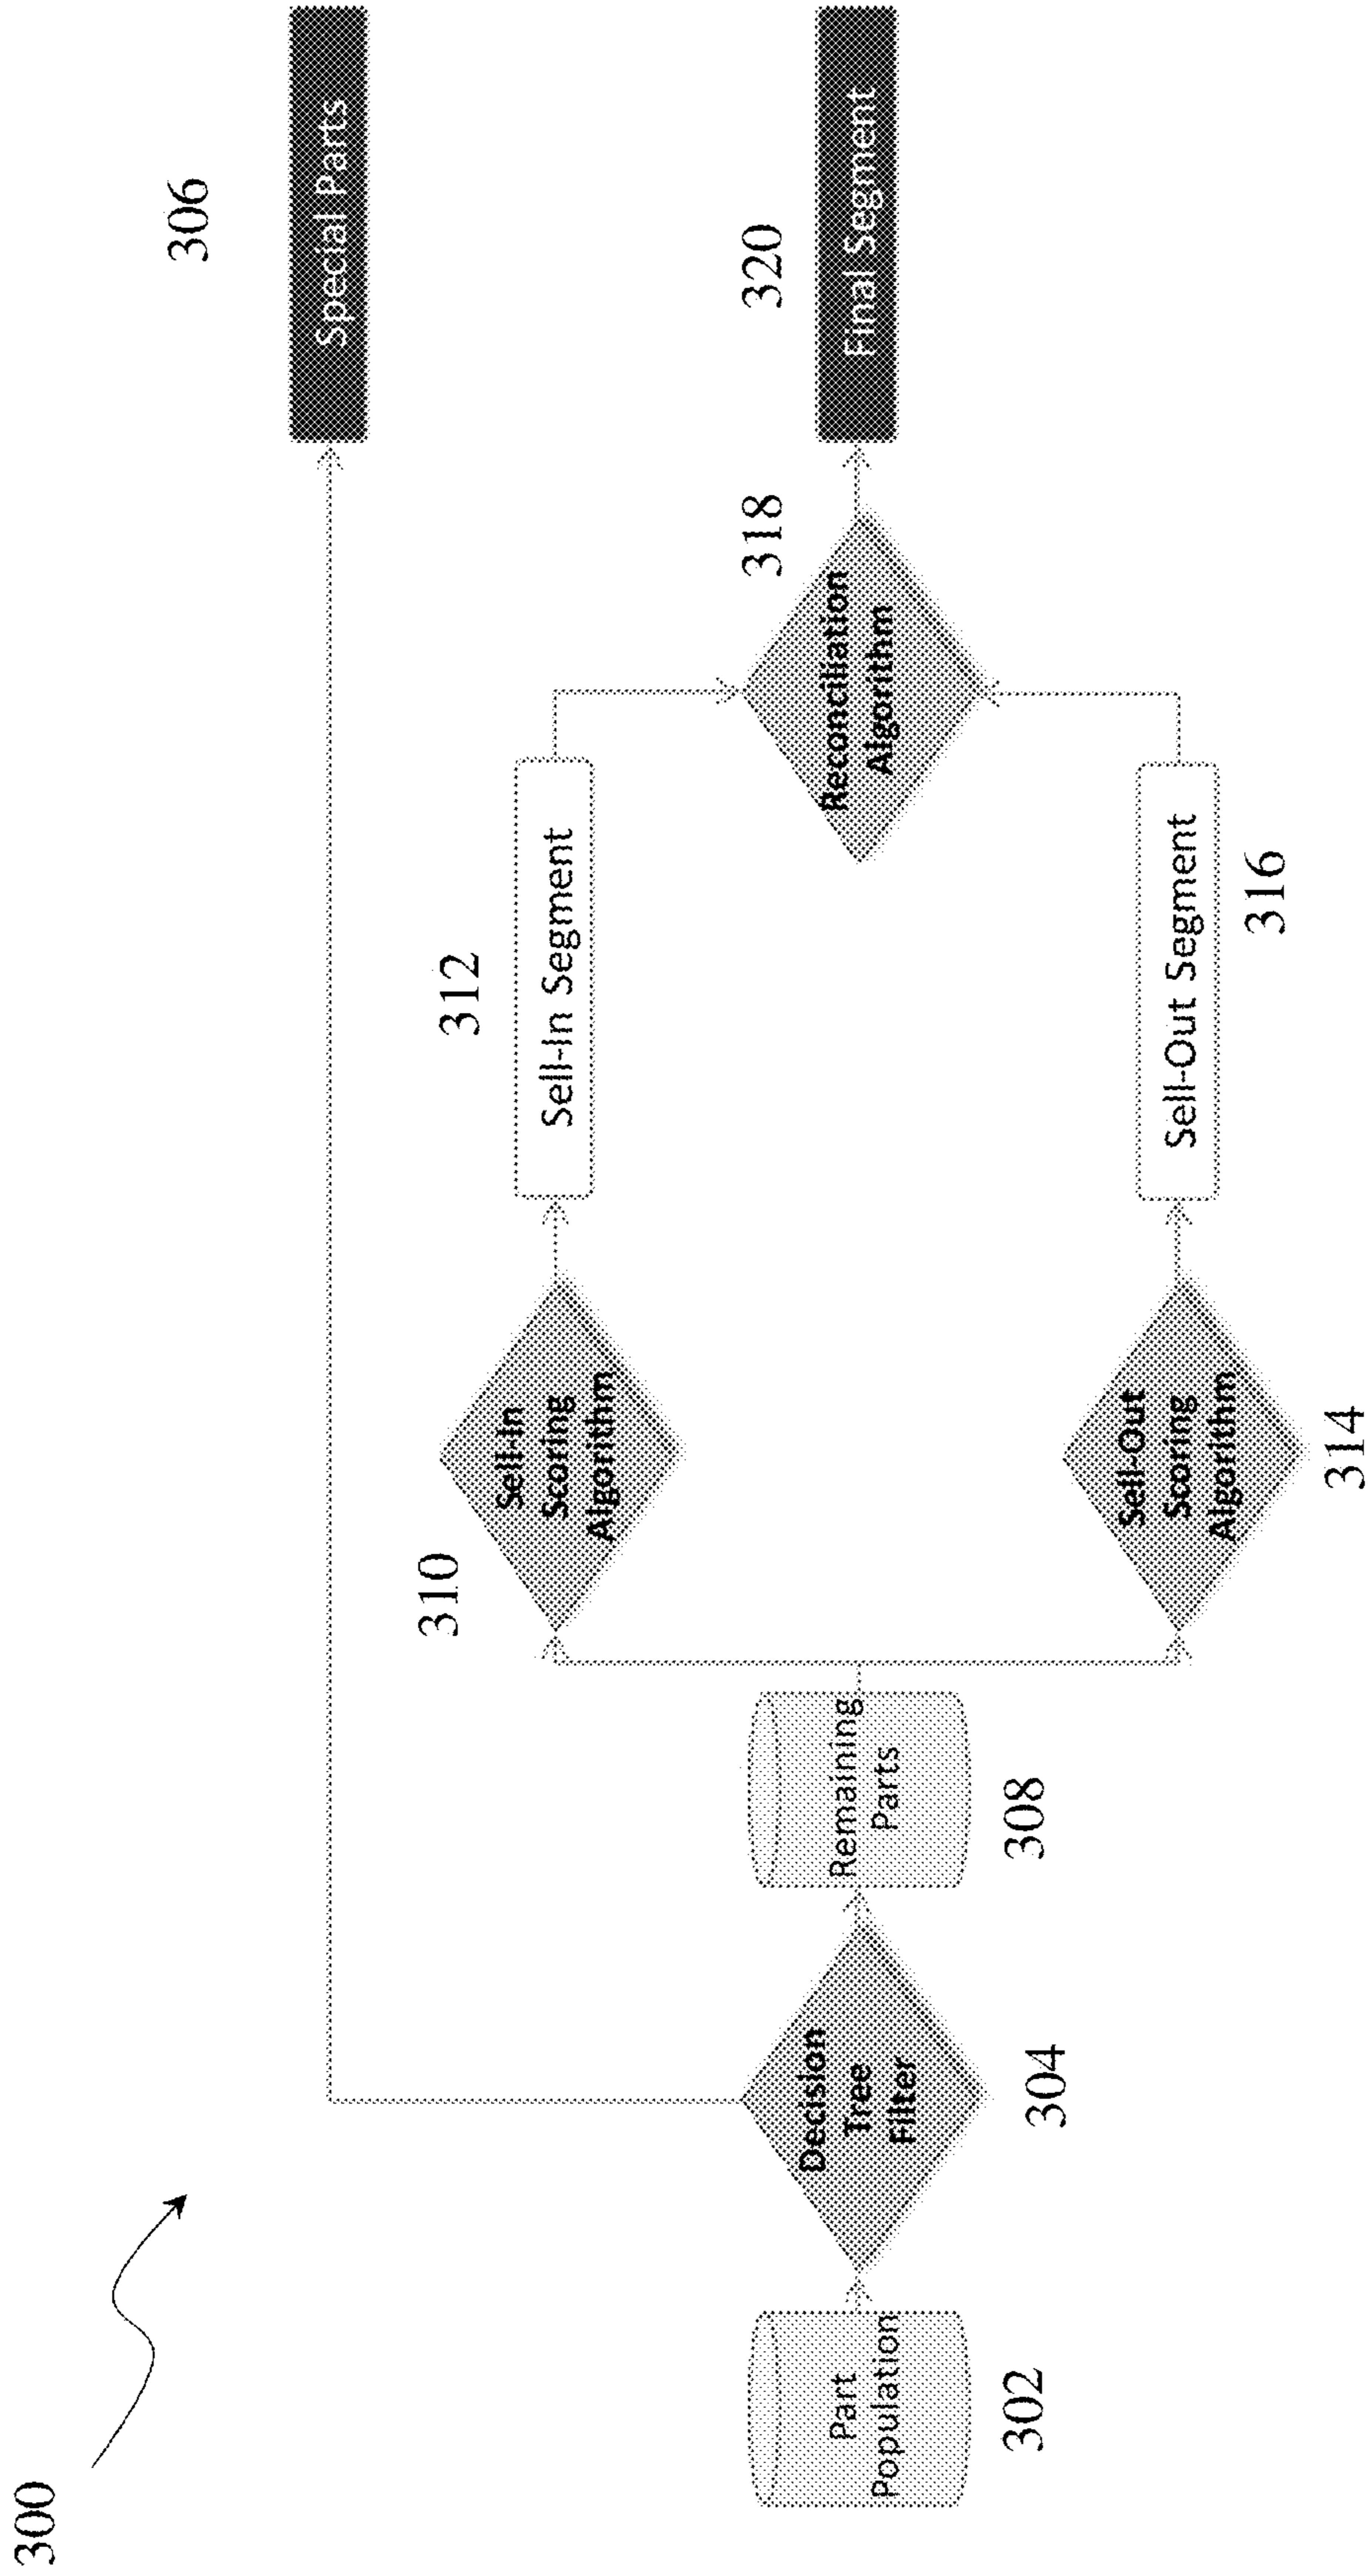 300
306
Special Parts
312
Sell-In Segment
310
Sell-In
Scoring
Algorithm
318
320
Part
Population
302
Decision
Tree
Filter
304
Remaining
Parts
308
Reconciliation
Algorithm
Final Segment
Sell-Out
Scoring
Algorithm
314
Sell-Out Segment
316